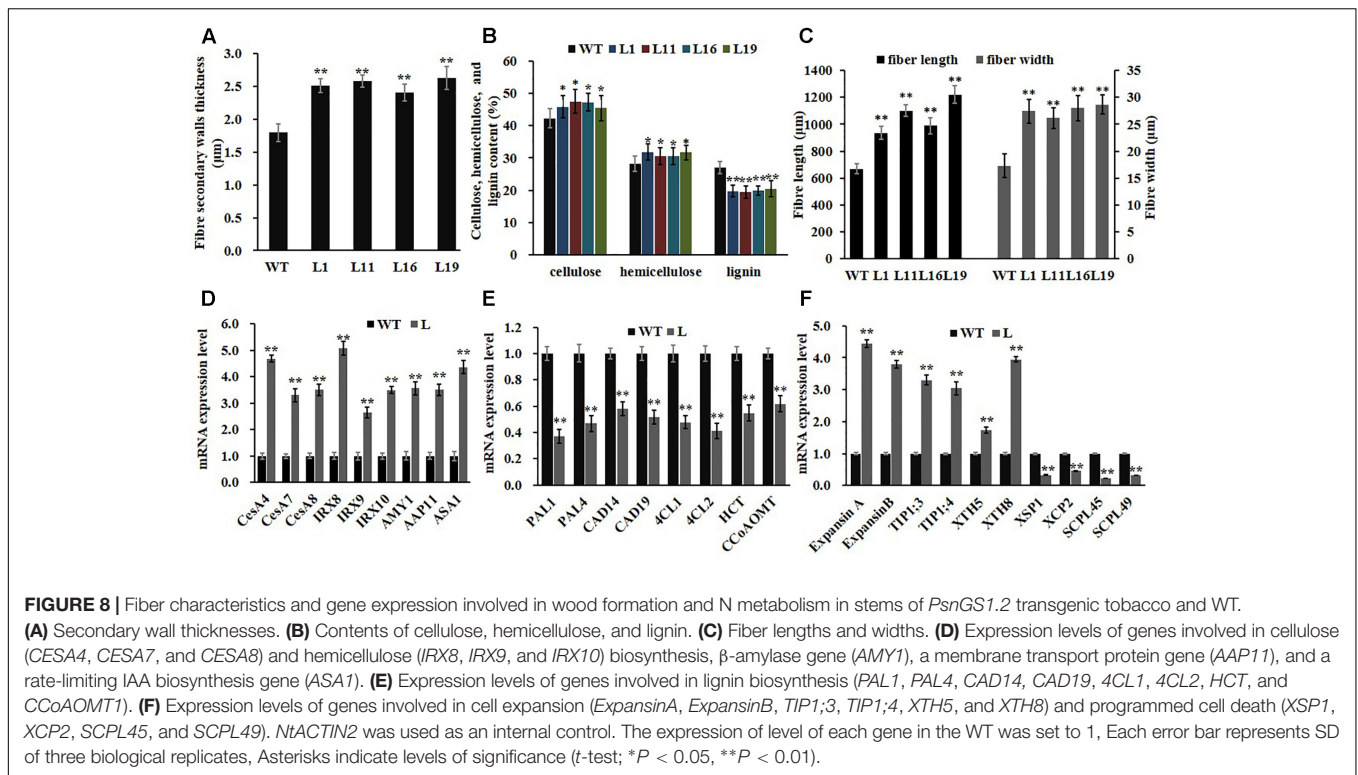 A
Fibre secondary walls thickness
(µm)
3.0
2.5
2.0
1.5
1.0
0.5
0.0
** ** ** **
WT L1 L11 L16 L19
B
WT L1 L11 L16 L19
Cellulose, hemicellulose, and
lignin content (%)
60
50
40
30
20
10
0
* * * *
* * * *
** ** ** **
cellulose hemicellulose lignin
C
fiber length fiber width
Fibre length (µm)
1400
1200
1000
800
600
400
200
0
** ** ** **
** ** ** **
WT L1 L11 L16 L19 WT L1 L11 L16 L19
35
30
25
20
15
10
5
0
Fibre width (µm)
D
WT L
mRNA expression level
6.0
5.0
4.0
3.0
2.0
1.0
0.0
** ** ** ** ** ** ** ** **
CesA4 CesA7 CesA8 IRX8 IRX9 IRX10 AMY1 AAP11 ASA1
E
WT L
mRNA expression level
1.2
1.0
0.8
0.6
0.4
0.2
0.0
** ** ** ** ** ** ** **
PAL1 PAL4 CAD14 CAD19 4CL1 4CL2 HCT CCoAOMT
F
WT L
mRNA expression level
5.0
4.0
3.0
2.0
1.0
0.0
** ** ** ** ** ** ** ** ** **
Expansin A ExpansinB TIP1;3 TIP1;4 XTH5 XTH8 XSP1 XCP2 SCPL45 SCPL49
FIGURE 8 | Fiber characteristics and gene expression involved in wood formation and N metabolism in stems of PsnGS1.2 transgenic tobacco and WT.
(A) Secondary wall thicknesses. (B) Contents of cellulose, hemicellulose, and lignin. (C) Fiber lengths and widths. (D) Expression levels of genes involved in cellulose
(CESA4, CESA7, and CESA8) and hemicellulose (IRX8, IRX9, and IRX10) biosynthesis, β-amylase gene (AMY1), a membrane transport protein gene (AAP11), and a
rate-limiting IAA biosynthesis gene (ASA1). (E) Expression levels of genes involved in lignin biosynthesis (PAL1, PAL4, CAD14, CAD19, 4CL1, 4CL2, HCT, and
CCoAOMT1). (F) Expression levels of genes involved in cell expansion (ExpansinA, ExpansinB, TIP1;3, TIP1;4, XTH5, and XTH8) and programmed cell death (XSP1,
XCP2, SCPL45, and SCPL49). NtACTIN2 was used as an internal control. The expression of level of each gene in the WT was set to 1, Each error bar represents SD
of three biological replicates, Asterisks indicate levels of significance (t-test; *P < 0.05, **P < 0.01).